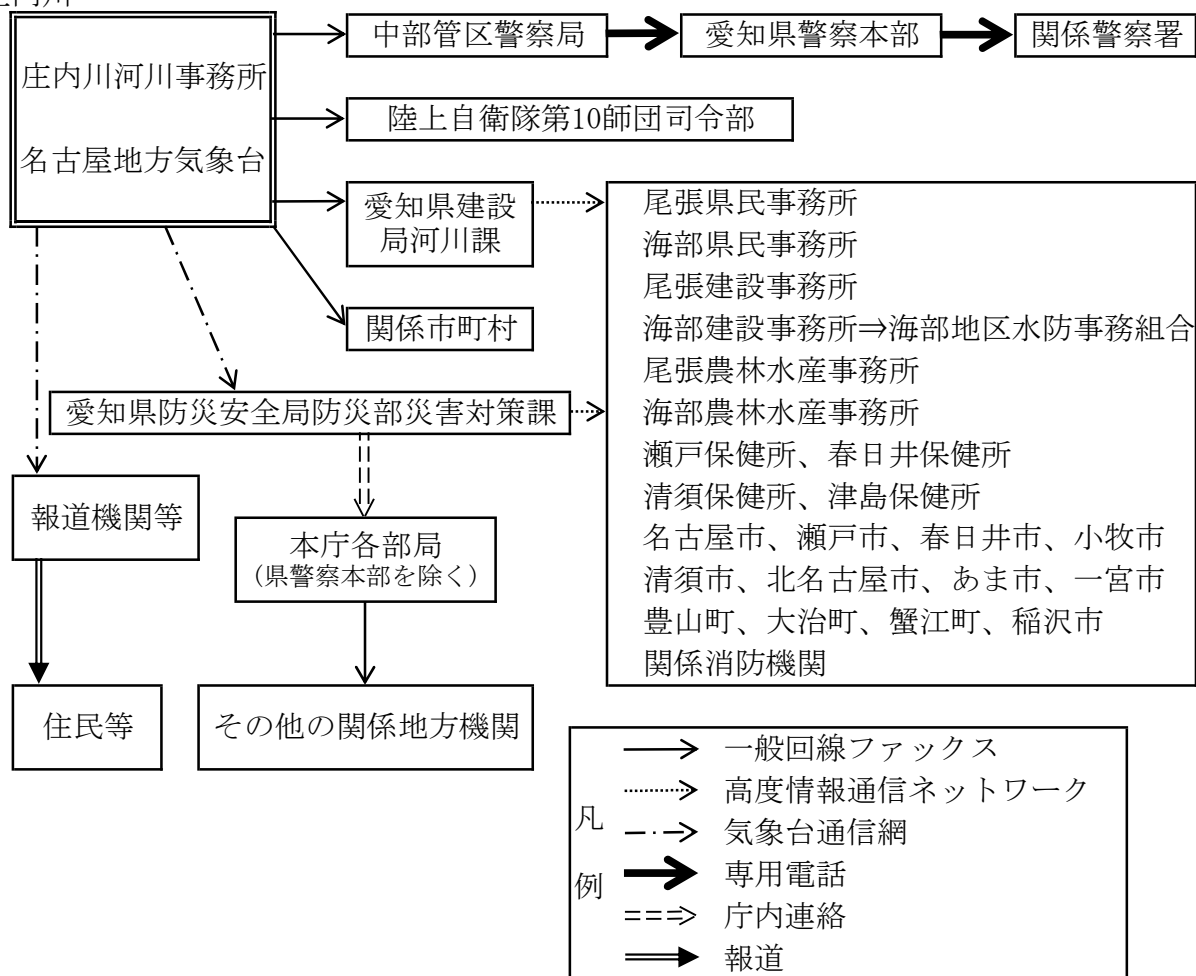 庄内川
中部管区警察局
愛知県警察本部
関係警察署
庄内川河川事務所
名古屋地方気象台
陸上自衛隊第10師団司令部
愛知県建設
局河川課
関係市町村
尾張県民事務所
海部県民事務所
尾張建設事務所
海部建設事務所⇒海部地区水防事務組合
尾張農林水産事務所
海部農林水産事務所
瀬戸保健所、春日井保健所
清須保健所、津島保健所
名古屋市、瀬戸市、春日井市、小牧市
清須市、北名古屋市、あま市、一宮市
豊山町、大治町、蟹江町、稲沢市
関係消防機関
愛知県防災安全局防災部災害対策課
報道機関等
本庁各部局
（県警察本部を除く）
住民等
その他の関係地方機関
凡例
一般回線ファックス
高度情報通信ネットワーク
気象台通信網
専用電話
庁内連絡
報道